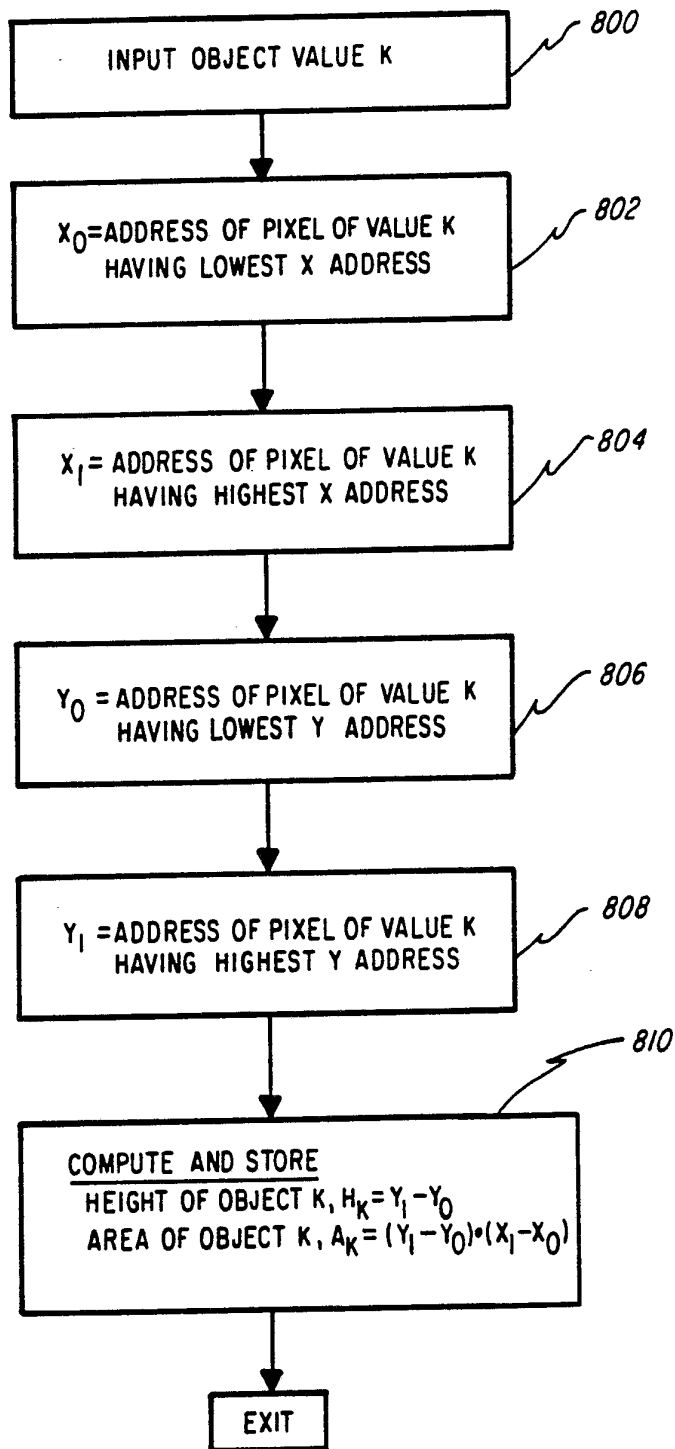 INPUT OBJECT VALUE K
800
X0=ADDRESS OF PIXEL OF VALUE K
HAVING LOWEST X ADDRESS
802
X1= ADDRESS OF PIXEL OF VALUE K
HAVING HIGHEST X ADDRESS
804
Y0 = ADDRESS OF PIXEL OF VALUE K
HAVING LOWEST Y ADDRESS
806
Y1 = ADDRESS OF PIXEL OF VALUE K
HAVING HIGHEST Y ADDRESS
808
810
COMPUTE AND STORE
HEIGHT OF OBJECT K, HK = Y1 - Y0
AREA OF OBJECT K, AK = (Y1 - Y0)•(X1 - X0)
EXIT